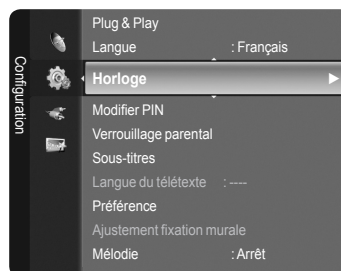 Configuration
Plug & Play
Langue : Français
Horloge
Modifier PIN
Verrouillage parental
Sous-titres
Langue du télétexte : ----
Préférence
Ajustement fixation murale
Mélodie : Arrêt